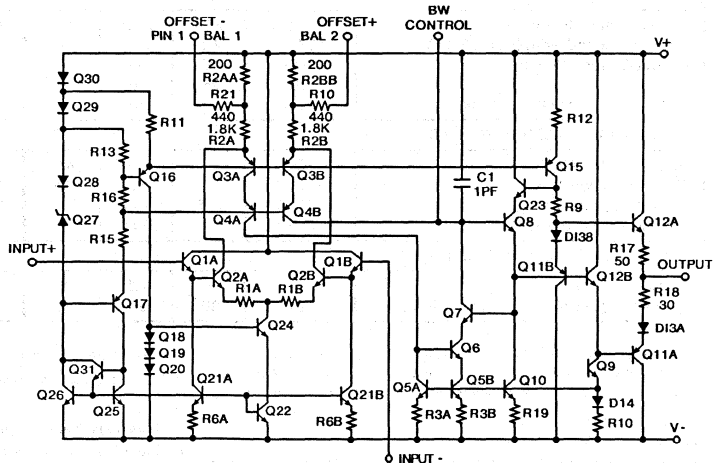 OFFSET - OFFSET+ BW
PIN 1 BAL 1 BAL 2 CONTROL
V+
Q30
200 200
R2AA R2BB
Q29
R21 R10
R11
440 440
R12
1.8K 1.8K
R13
R2A R2B
Q16
Q3A Q3B
Q15
C1
1PF
Q28
R16
Q23
R9
Q27
Q4A Q4B
Q8
Q12A
R15
DI38
R17
50
INPUT+
Q1A Q1B
Q2A Q2B
Q11B
Q12B
OUTPUT
R1A R1B
R18
30
Q17
Q24
Q7
DI3A
Q18
Q19
Q6
Q9
Q11A
Q20
Q31
Q21A Q21B
Q5A Q5B Q10
Q26 Q25
Q22
D14
R6A R6B
R3A R3B R19
R10
V-
INPUT -